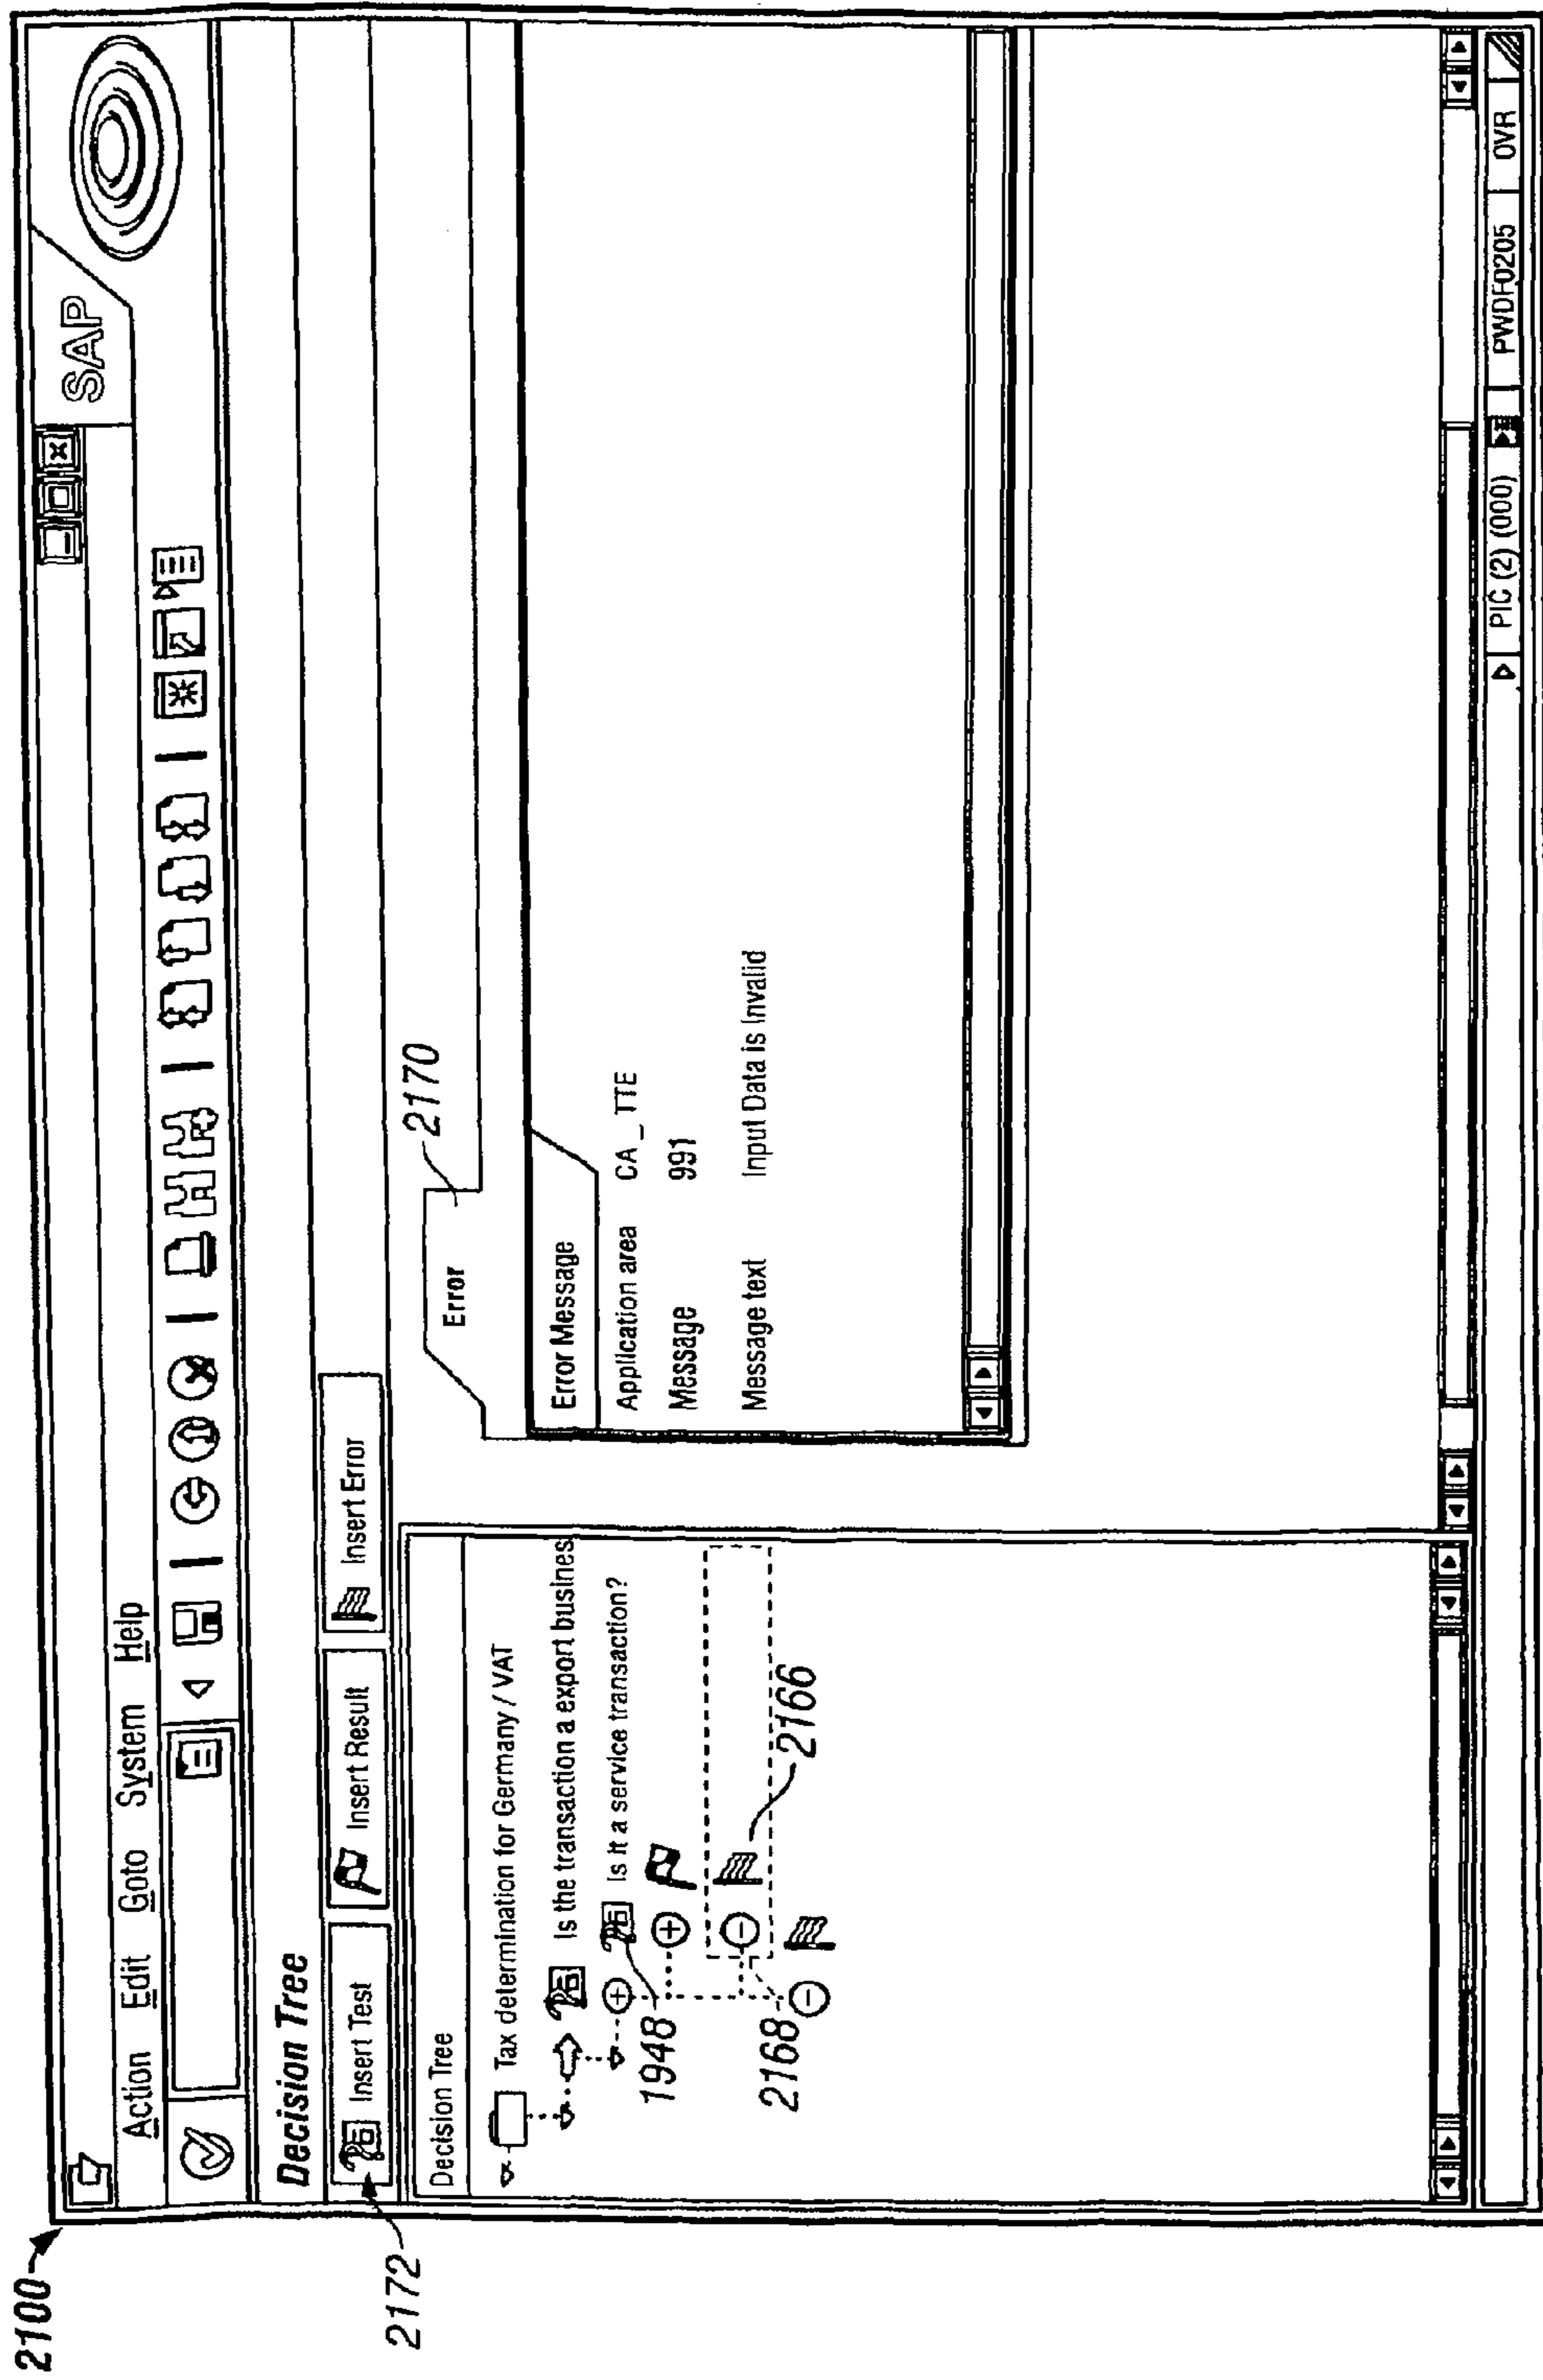 2100
SAP
Action Edit Goto System Help
Decision Tree
2172
Insert Test Insert Result Insert Error
Decision Tree
Error
2170
Tax determination for Germany / VAT
Is the transaction a export busines
Is it a service transaction?
1948
2168
2166
Error Message
Application area CA_TTE
Message 991
Message text Input Data is Invalid
PIC (2) (000) PWDF0205 OVR